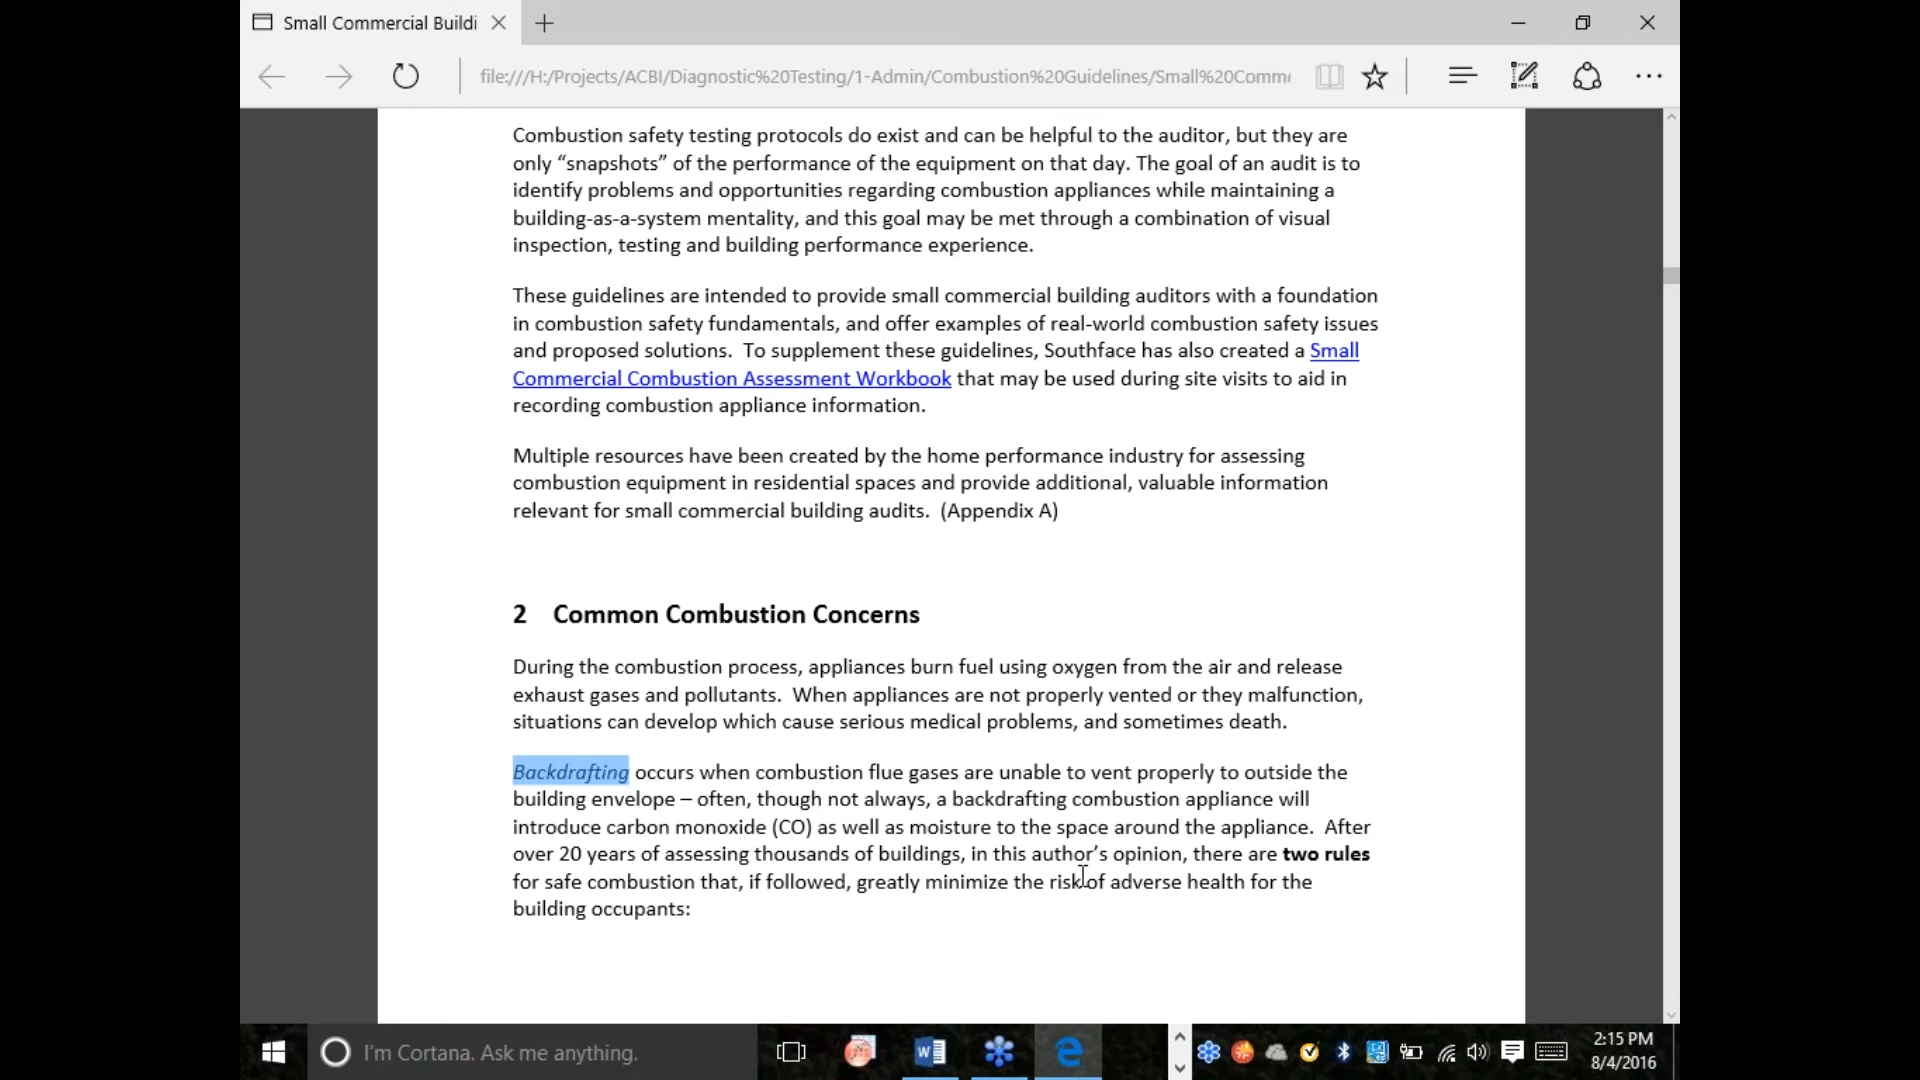 Small Commercial Buildi
file:///H:/Projects/ACBI/Diagnostic%20Testing/1-Admin/Combustion%20Guidelines/Small%20Comme
Combustion safety testing protocols do exist and can be helpful to the auditor, but they are
only “snapshots” of the performance of the equipment on that day. The goal of an audit is to
identify problems and opportunities regarding combustion appliances while maintaining a
building-as-a-system mentality, and this goal may be met through a combination of visual
inspection, testing and building performance experience.
These guidelines are intended to provide small commercial building auditors with a foundation
in combustion safety fundamentals, and offer examples of real-world combustion safety issues
and proposed solutions. To supplement these guidelines, Southface has also created a Small
Commercial Combustion Assessment Workbook that may be used during site visits to aid in
recording combustion appliance information.
Multiple resources have been created by the home performance industry for assessing
combustion equipment in residential spaces and provide additional, valuable information
relevant for small commercial building audits. (Appendix A)
2 Common Combustion Concerns
During the combustion process, appliances burn fuel using oxygen from the air and release
exhaust gases and pollutants. When appliances are not properly vented or they malfunction,
situations can develop which cause serious medical problems, and sometimes death.
Backdrafting occurs when combustion flue gases are unable to vent properly to outside the
building envelope – often, though not always, a backdrafting combustion appliance will
introduce carbon monoxide (CO) as well as moisture to the space around the appliance. After
over 20 years of assessing thousands of buildings, in this author’s opinion, there are two rules
for safe combustion that, if followed, greatly minimize the risk of adverse health for the
building occupants:
I'm Cortana. Ask me anything.
2:15 PM
8/4/2016